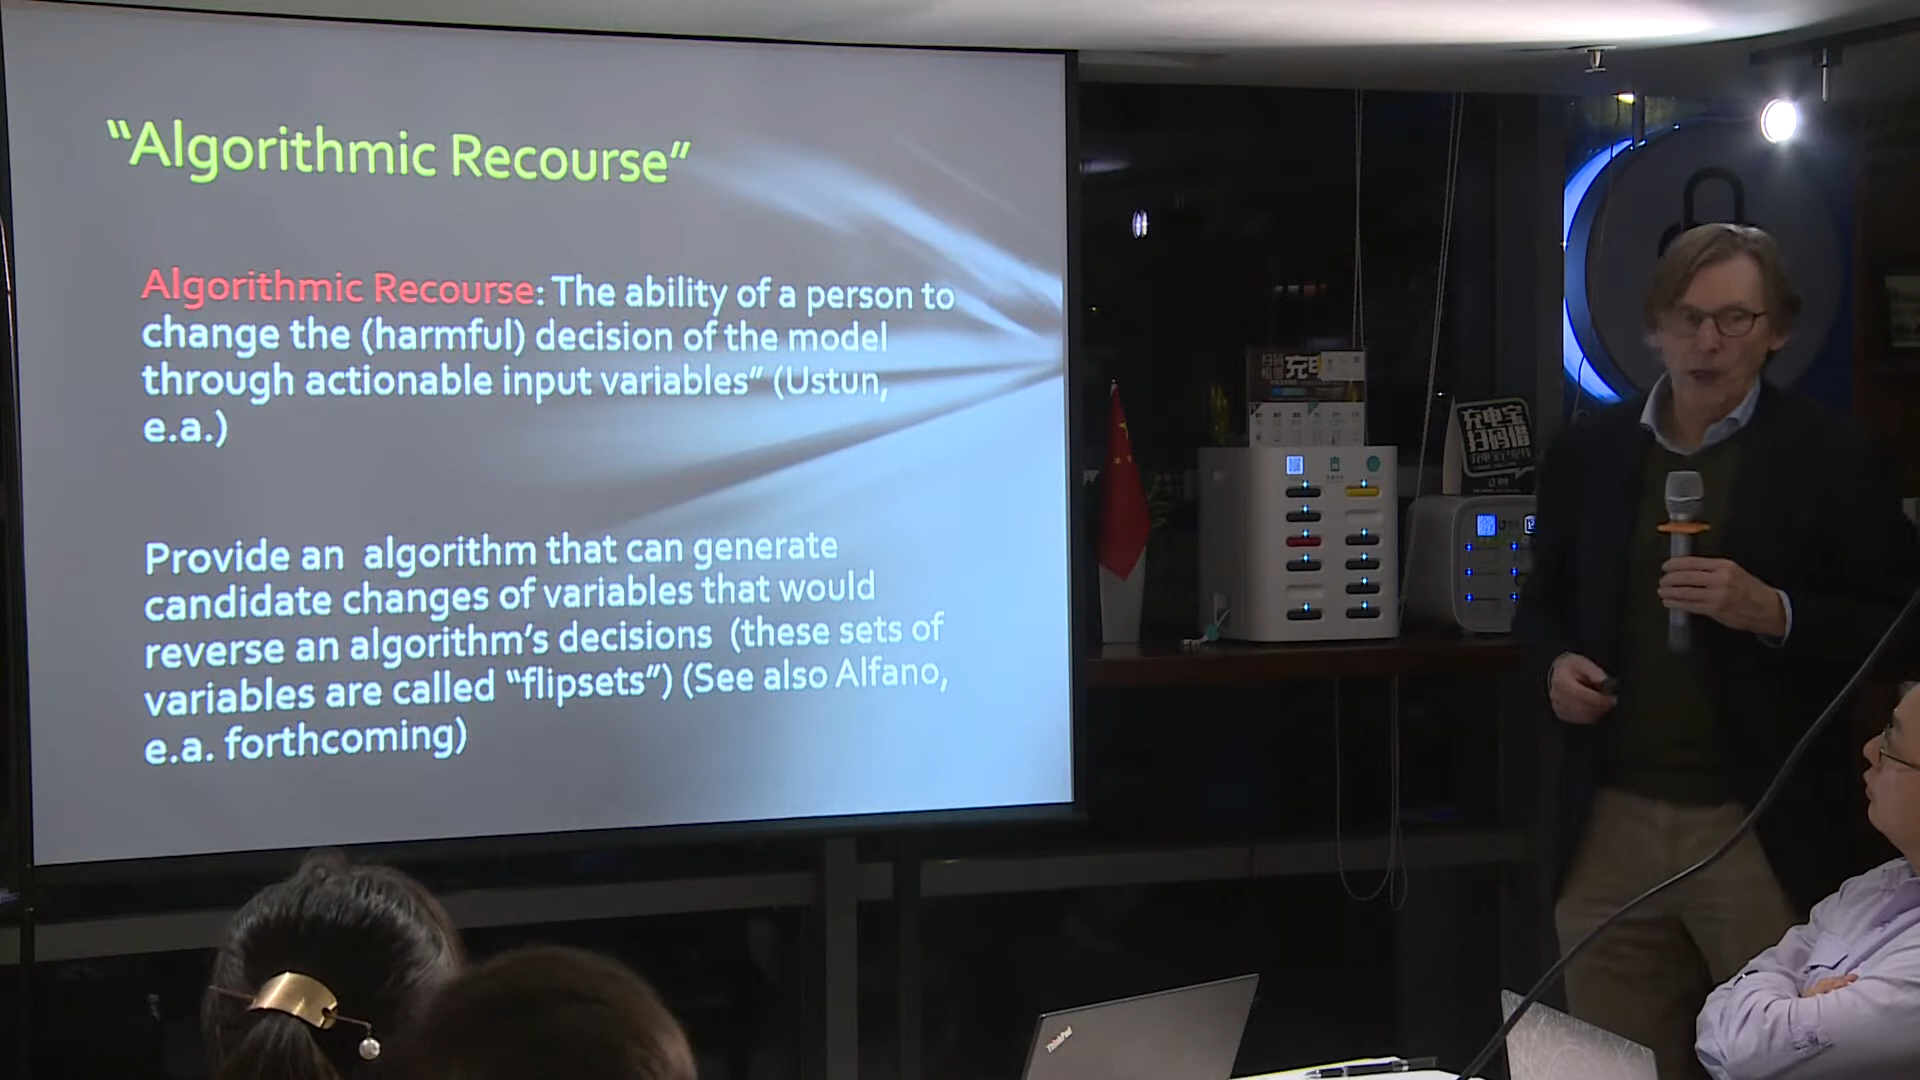 “Algorithmic Recourse”
Algorithmic Recourse: The ability of a person to
change the (harmful) decision of the model
through actionable input variables” (Ustun,
e.a.)
Provide an algorithm that can generate
candidate changes of variables that would
reverse an algorithm’s decisions (these sets of
variables are called “flipsets”) (See also Alfano,
e.a. forthcoming)
充电宝
扫码借
ThinkPad